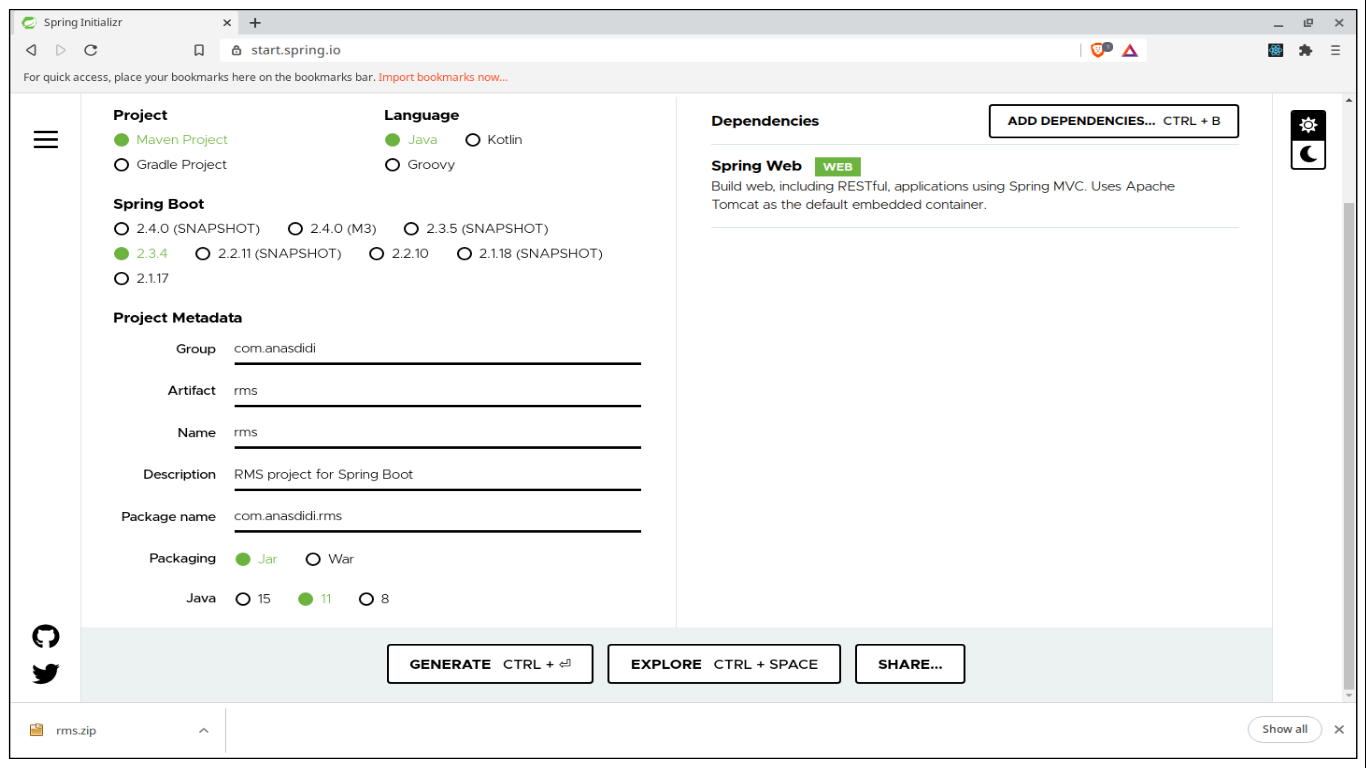 Spring Initializr
start.spring.io
For quick access, place your bookmarks here on the bookmarks bar. Import bookmarks now...
Project
Maven Project
Gradle Project
Language
Java Kotlin
Groovy
Spring Boot
2.4.0 (SNAPSHOT) 2.4.0 (M3) 2.3.5 (SNAPSHOT)
2.3.4 2.2.11 (SNAPSHOT) 2.2.10 2.1.18 (SNAPSHOT)
2.1.17
Project Metadata
Group com.anasdidi
Artifact rms
Name rms
Description RMS project for Spring Boot
Package name com.anasdidi.rms
Packaging Jar War
Java 15 11 8
Dependencies ADD DEPENDENCIES... CTRL + B
Spring Web WEB
Build web, including RESTful, applications using Spring MVC. Uses Apache
Tomcat as the default embedded container.
GENERATE CTRL + ⏎ EXPLORE CTRL + SPACE SHARE...
rms.zip Show all